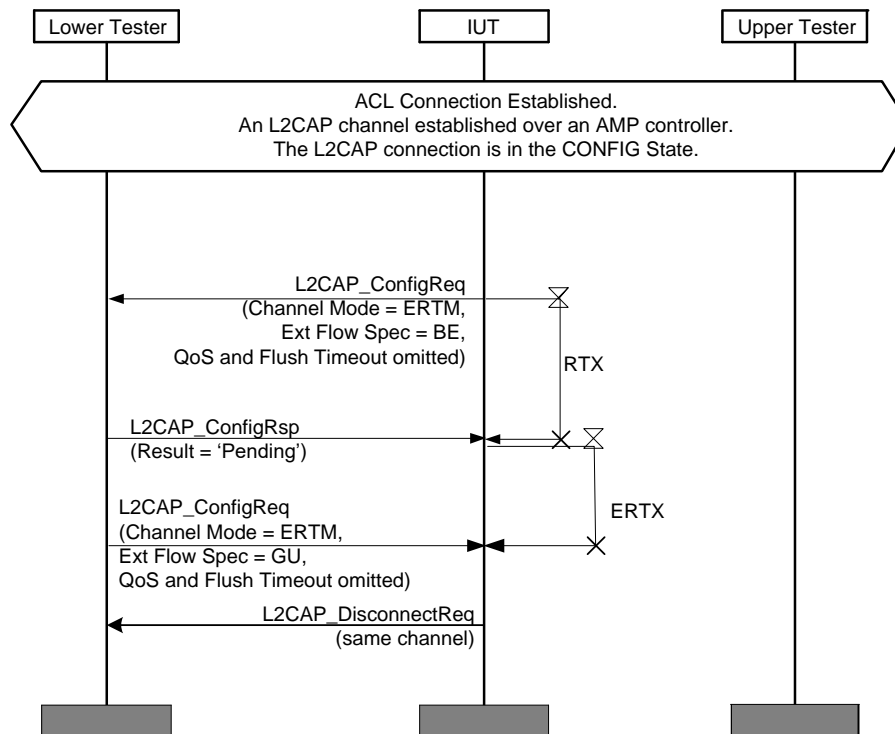 Lower Tester
IUT
Upper Tester
ACL Connection Established.
An L2CAP channel established over an AMP controller.
The L2CAP connection is in the CONFIG State.
L2CAP_ConfigReq
(Channel Mode = ERTM,
Ext Flow Spec = BE,
QoS and Flush Timeout omitted)
RTX
L2CAP_ConfigRsp
(Result = ‘Pending’)
L2CAP_ConfigReq
(Channel Mode = ERTM,
Ext Flow Spec = GU,
QoS and Flush Timeout omitted)
ERTX
L2CAP_DisconnectReq
(same channel)